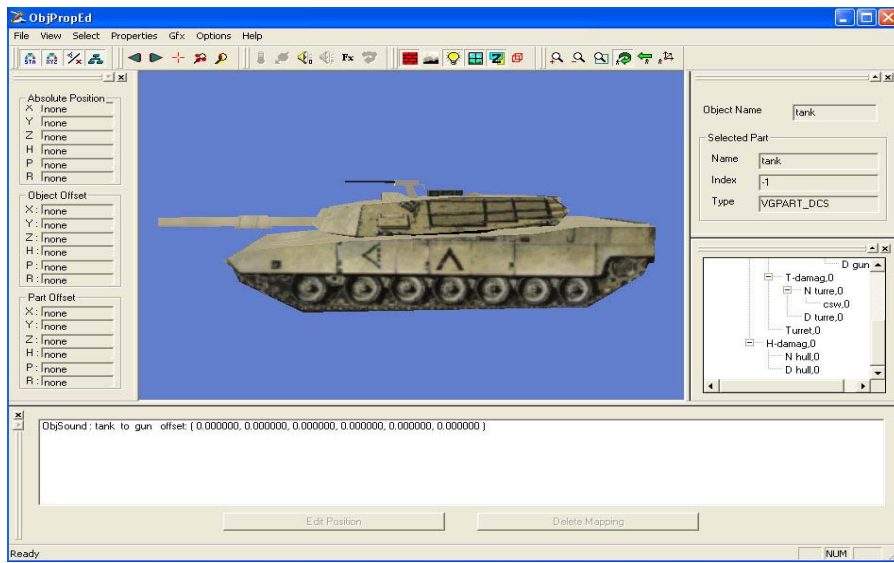 ObjPropEd
File View Select Properties Gfx Options Help
STR XYZ Fx
Absolute Position
X none
Y none
Z none
H none
P none
R none
Object Offset
X: none
Y: none
Z: none
H: none
P: none
R: none
Part Offset
X: none
Y: none
Z: none
H: none
P: none
R: none
Object Name tank
Selected Part
Name tank
Index -1
Type VGPART_DCS
D gun
T-damag,0
N turre,0
csw,0
D turre,0
Turret,0
H-damag,0
N hull,0
D hull,0
ObjSound : tank to gun offset: ( 0.000000, 0.000000, 0.000000, 0.000000, 0.000000, 0.000000 )
Edit Position Delete Mapping
Ready NUM